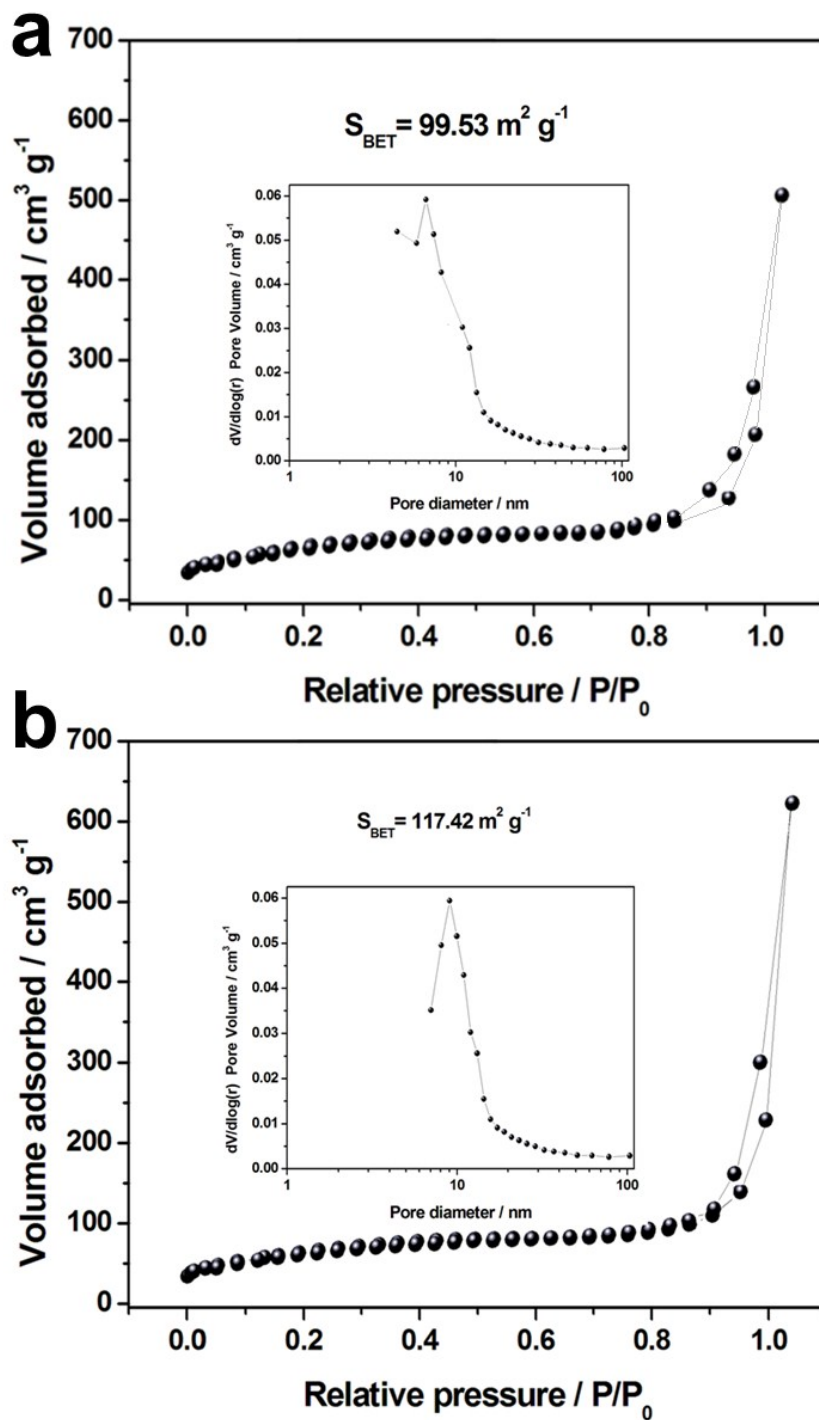 a
700
600
500
400
300
200
100
0
Volume adsorbed / cm³ g⁻¹
S_BET= 99.53 m² g⁻¹
0.06
0.05
0.04
0.03
0.02
0.01
0.00
dV/dlog(r) Pore Volume / cm³ g⁻¹
1 10 100
Pore diameter / nm
0.0 0.2 0.4 0.6 0.8 1.0
Relative pressure / P/P₀
b
700
600
500
400
300
200
100
0
Volume adsorbed / cm³ g⁻¹
S_BET= 117.42 m² g⁻¹
0.06
0.05
0.04
0.03
0.02
0.01
0.00
dV/dlog(r) Pore Volume / cm³ g⁻¹
1 10 100
Pore diameter / nm
0.0 0.2 0.4 0.6 0.8 1.0
Relative pressure / P/P₀